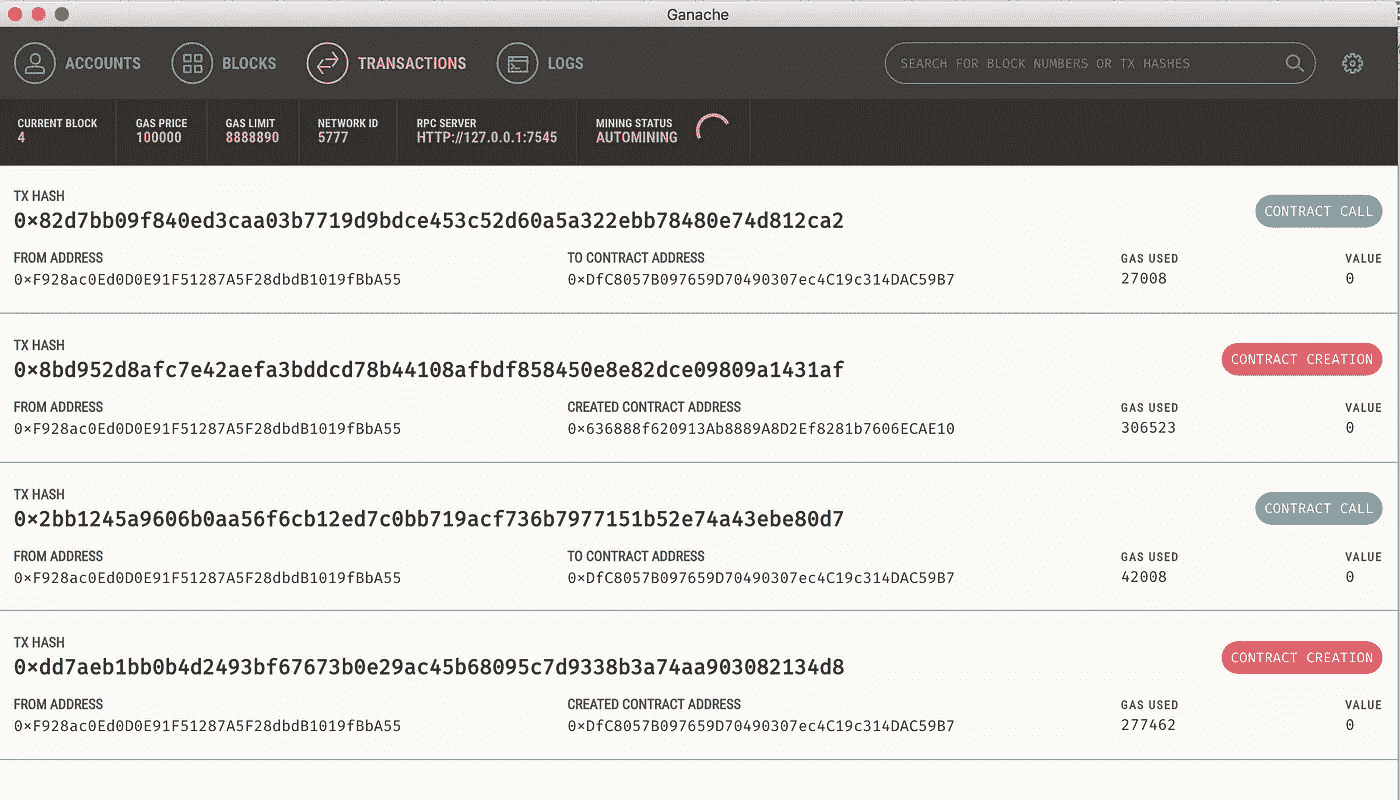 Ganache
ACCOUNTS BLOCKS TRANSACTIONS LOGS SEARCH FOR BLOCK NUMBERS OR TX HASHES
CURRENT BLOCK GAS PRICE GAS LIMIT NETWORK ID RPC SERVER MINING STATUS
4 100000 8888890 5777 HTTP://127.0.0.1:7545 AUTOMINING
TX HASH
0×82d7bb09f840ed3caa03b7719d9bdce453c52d60a5a322ebb78480e74d812ca2 CONTRACT CALL
FROM ADDRESS TO CONTRACT ADDRESS GAS USED VALUE
0×F928ac0Ed0D0E91F51287A5F28dbdB1019fBbA55 0×DfC8057B097659D70490307ec4C19c314DAC59B7 27008 0
TX HASH
0×8bd952d8afc7e42aefa3bddcd78b44108afbdf858450e8e82dce09809a1431af CONTRACT CREATION
FROM ADDRESS CREATED CONTRACT ADDRESS GAS USED VALUE
0×F928ac0Ed0D0E91F51287A5F28dbdB1019fBbA55 0×636888f620913Ab8889A8D2Ef8281b7606ECAE10 306523 0
TX HASH
0×2bb1245a9606b0aa56f6cb12ed7c0bb719acf736b7977151b52e74a43ebe80d7 CONTRACT CALL
FROM ADDRESS TO CONTRACT ADDRESS GAS USED VALUE
0×F928ac0Ed0D0E91F51287A5F28dbdB1019fBbA55 0×DfC8057B097659D70490307ec4C19c314DAC59B7 42008 0
TX HASH
0×dd7aeb1bb0b4d2493bf67673b0e29ac45b68095c7d9338b3a74aa903082134d8 CONTRACT CREATION
FROM ADDRESS CREATED CONTRACT ADDRESS GAS USED VALUE
0×F928ac0Ed0D0E91F51287A5F28dbdB1019fBbA55 0×DfC8057B097659D70490307ec4C19c314DAC59B7 277462 0